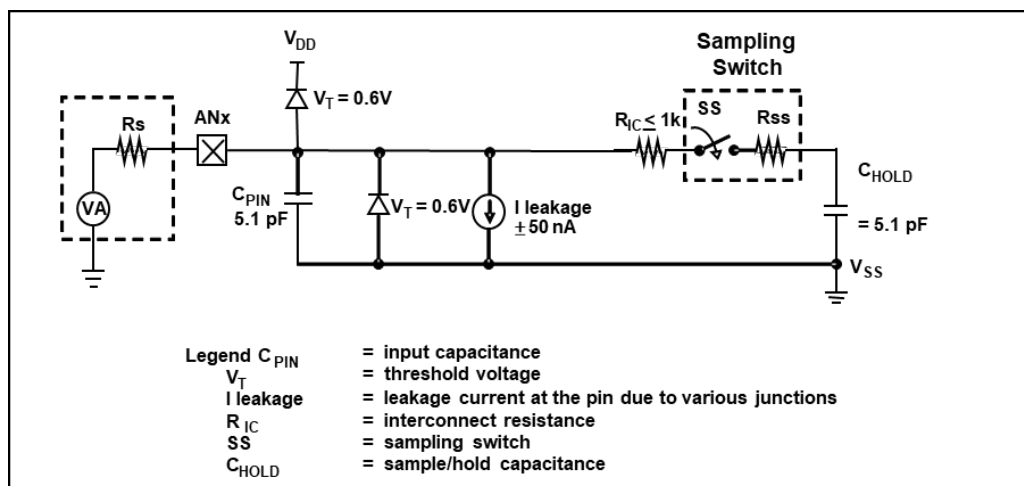 Sampling
Switch
VDD
VT = 0.6V
Rs
ANx
RIC ≤ 1k
SS
Rss
CPIN
5.1 pF
VT = 0.6V
I leakage
± 50 nA
CHOLD
= 5.1 pF
VA
VSS
Legend CPIN = input capacitance
VT = threshold voltage
I leakage = leakage current at the pin due to various junctions
RIC = interconnect resistance
SS = sampling switch
CHOLD = sample/hold capacitance